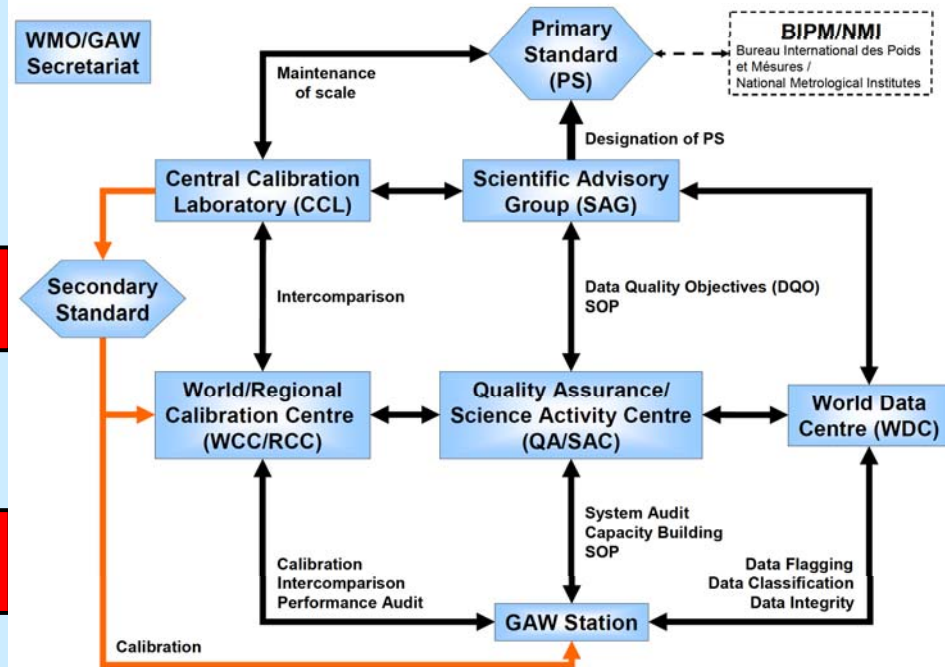 WMO/GAW
Secretariat
Primary
Standard
(PS)
BIPM/NMI
Bureau International des Poids
et Mésures /
National Metrological Institutes
Maintenance
of scale
Designation of PS
Central Calibration
Laboratory (CCL)
Scientific Advisory
Group (SAG)
Secondary
Standard
Intercomparison
Data Quality Objectives (DQO)
SOP
World/Regional
Calibration Centre
(WCC/RCC)
Quality Assurance/
Science Activity Centre
(QA/SAC)
World Data
Centre (WDC)
System Audit
Capacity Building
SOP
Calibration
Intercomparison
Performance Audit
Data Flagging
Data Classification
Data Integrity
GAW Station
Calibration